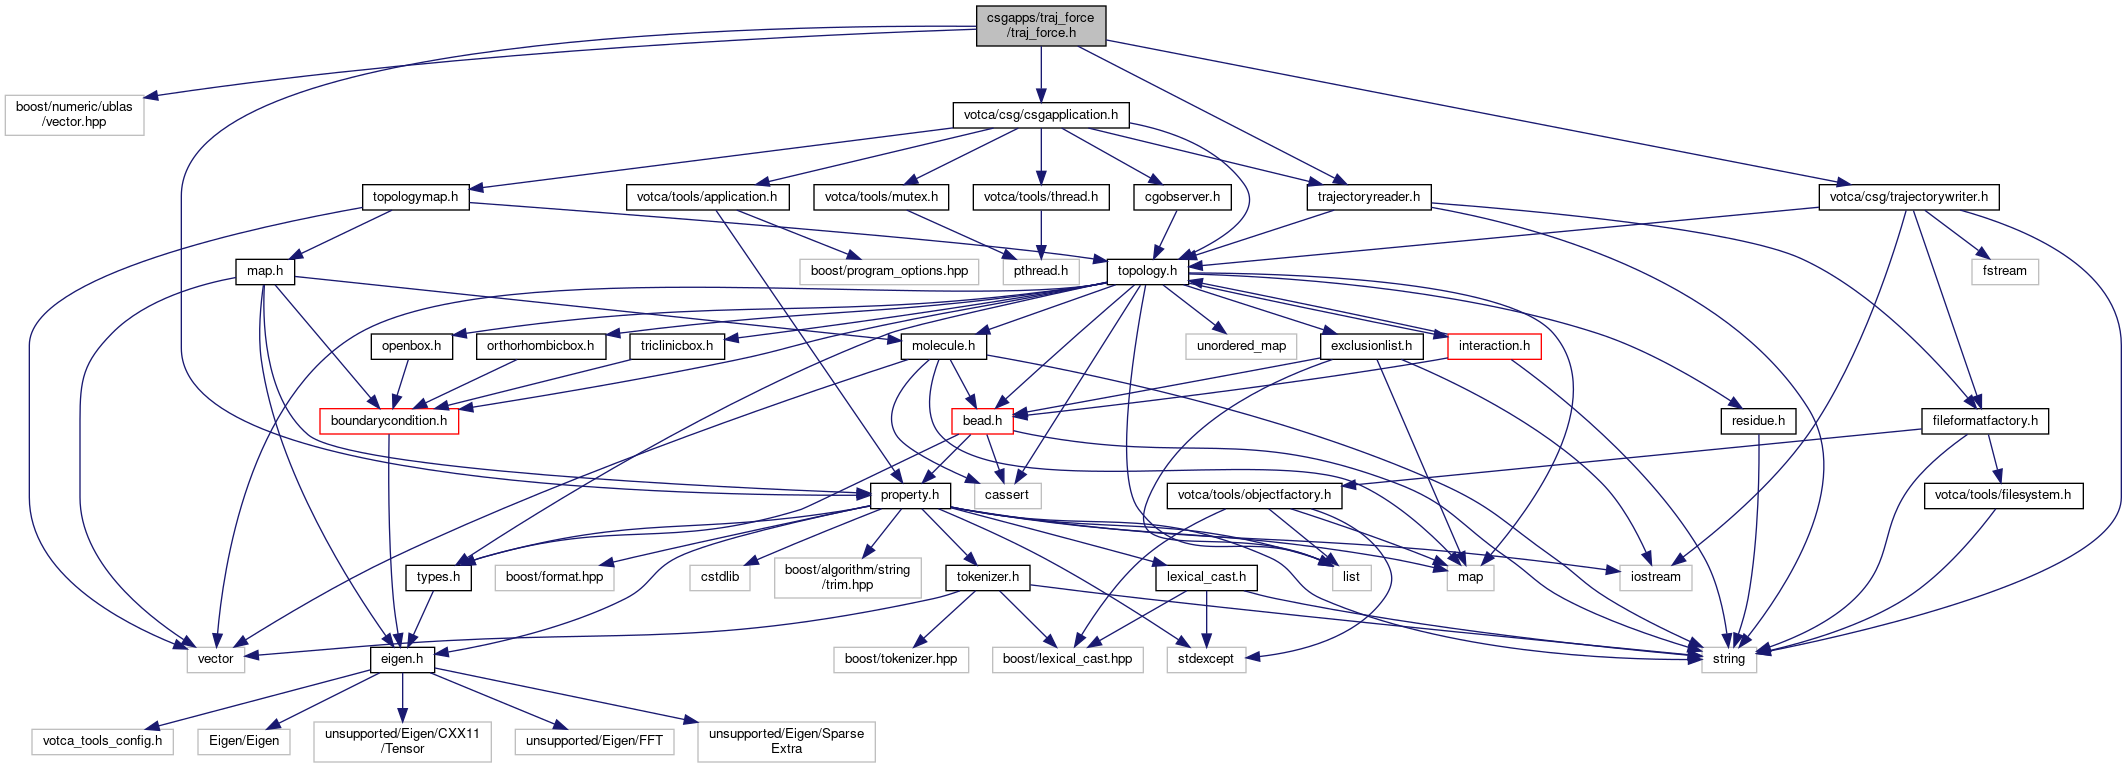 csgapps/traj_force
/traj_force.h
boost/numeric/ublas
/vector.hpp
votca/csg/csgapplication.h
topologymap.h
votca/tools/application.h
votca/tools/mutex.h
votca/tools/thread.h
cgobserver.h
trajectoryreader.h
votca/csg/trajectorywriter.h
map.h
boost/program_options.hpp
pthread.h
topology.h
fstream
openbox.h
orthorhombicbox.h
triclinicbox.h
molecule.h
unordered_map
exclusionlist.h
interaction.h
boundarycondition.h
bead.h
residue.h
fileformatfactory.h
property.h
cassert
votca/tools/objectfactory.h
votca/tools/filesystem.h
types.h
boost/format.hpp
cstdlib
boost/algorithm/string
/trim.hpp
tokenizer.h
lexical_cast.h
list
map
iostream
vector
eigen.h
boost/tokenizer.hpp
boost/lexical_cast.hpp
stdexcept
string
votca_tools_config.h
Eigen/Eigen
unsupported/Eigen/CXX11
/Tensor
unsupported/Eigen/FFT
unsupported/Eigen/Sparse
Extra